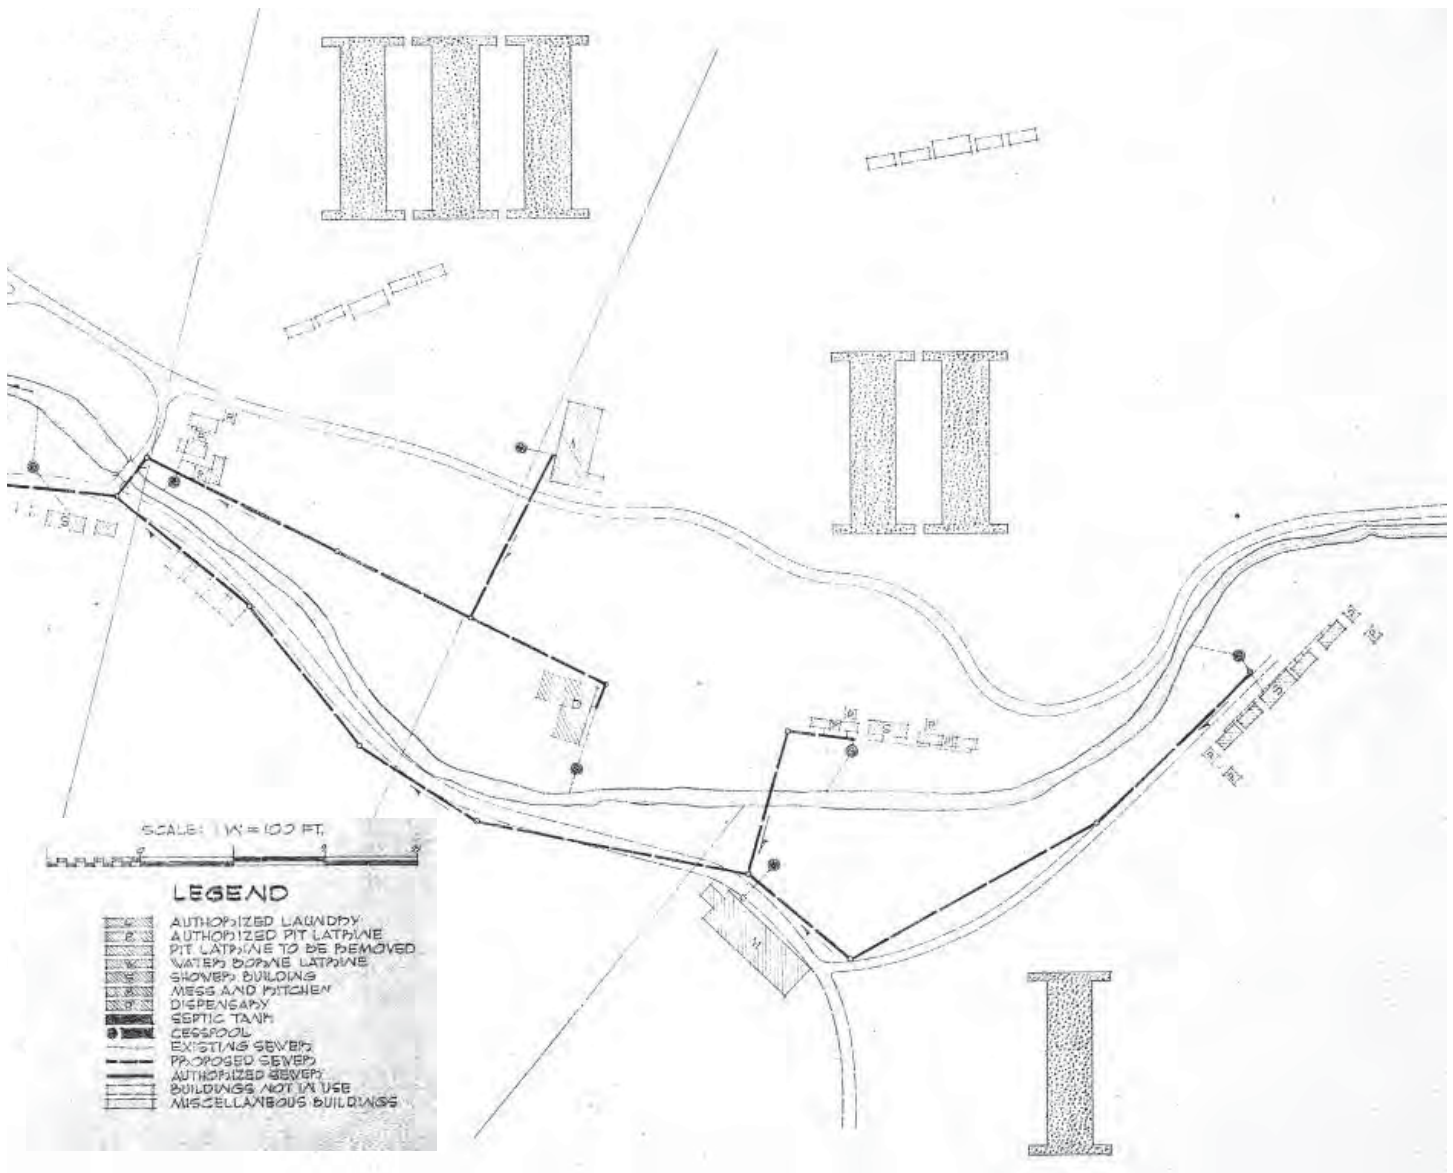 III
II
S
M
S
S
D
SCALE: 1 IN = 100 FT.
LEGEND
AUTHORIZED LAUNDRY
AUTHORIZED PIT LATRINE
PIT LATRINE TO BE REMOVED
WATER BORNE LATRINE
SHOWER BUILDING
MESS AND KITCHEN
DISPENSARY
SEPTIC TANK
CESSPOOL
EXISTING SEWER
PROPOSED SEWER
AUTHORIZED SEWER
BUILDINGS NOT IN USE
MISCELLANEOUS BUILDINGS
I